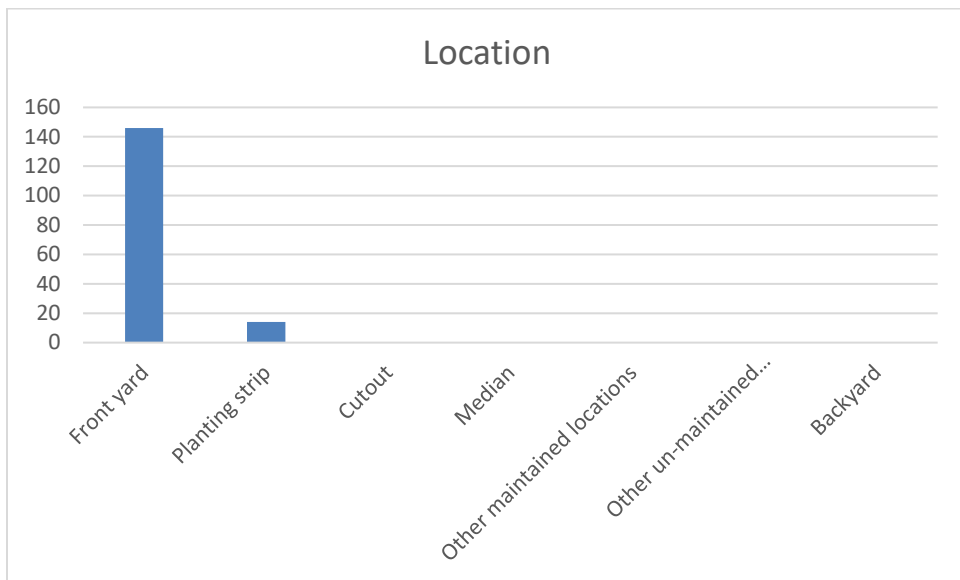 Location
160
140
120
100
80
60
40
20
0
Front yard
Planting strip
Cutout
Median
Other maintained locations
Other un-maintained...
Backyard